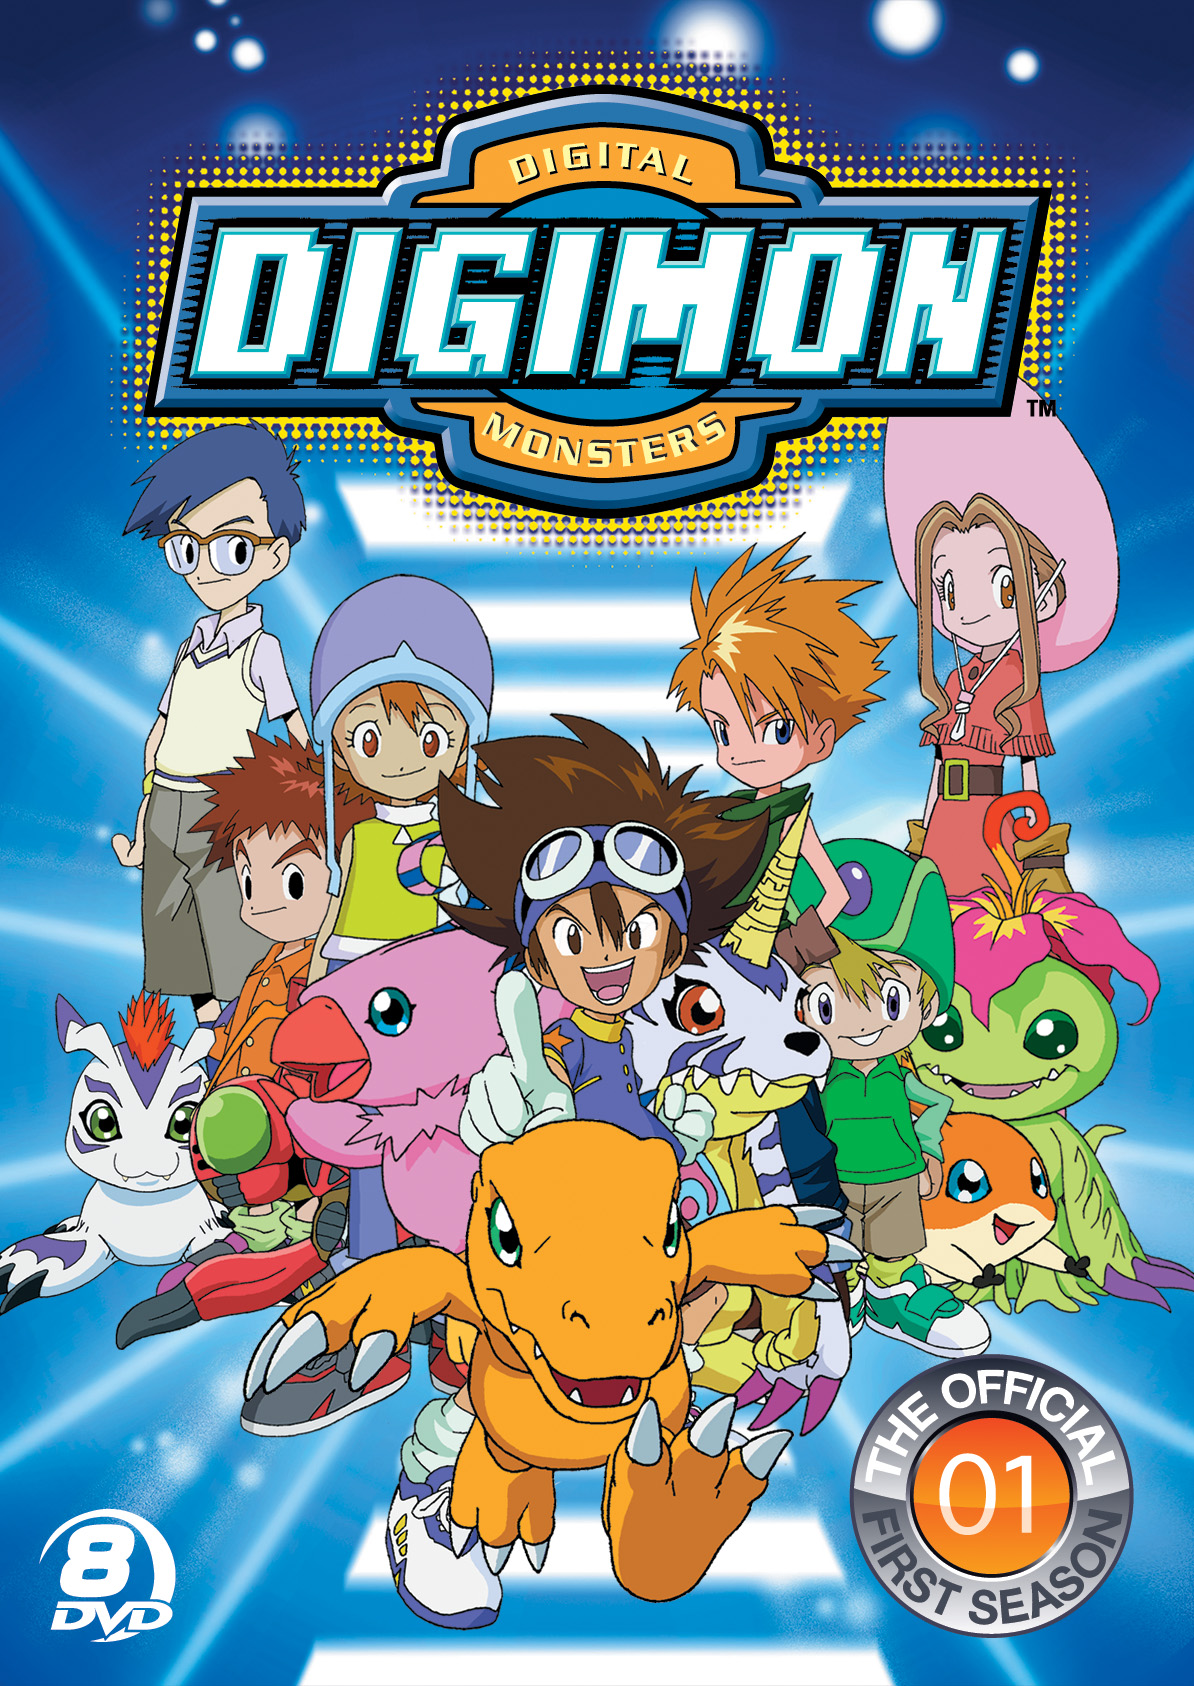 DIGITAL
DIGIMON
MONSTERS
TM
THE OFFICIAL
01
FIRST SEASON
8
DVD